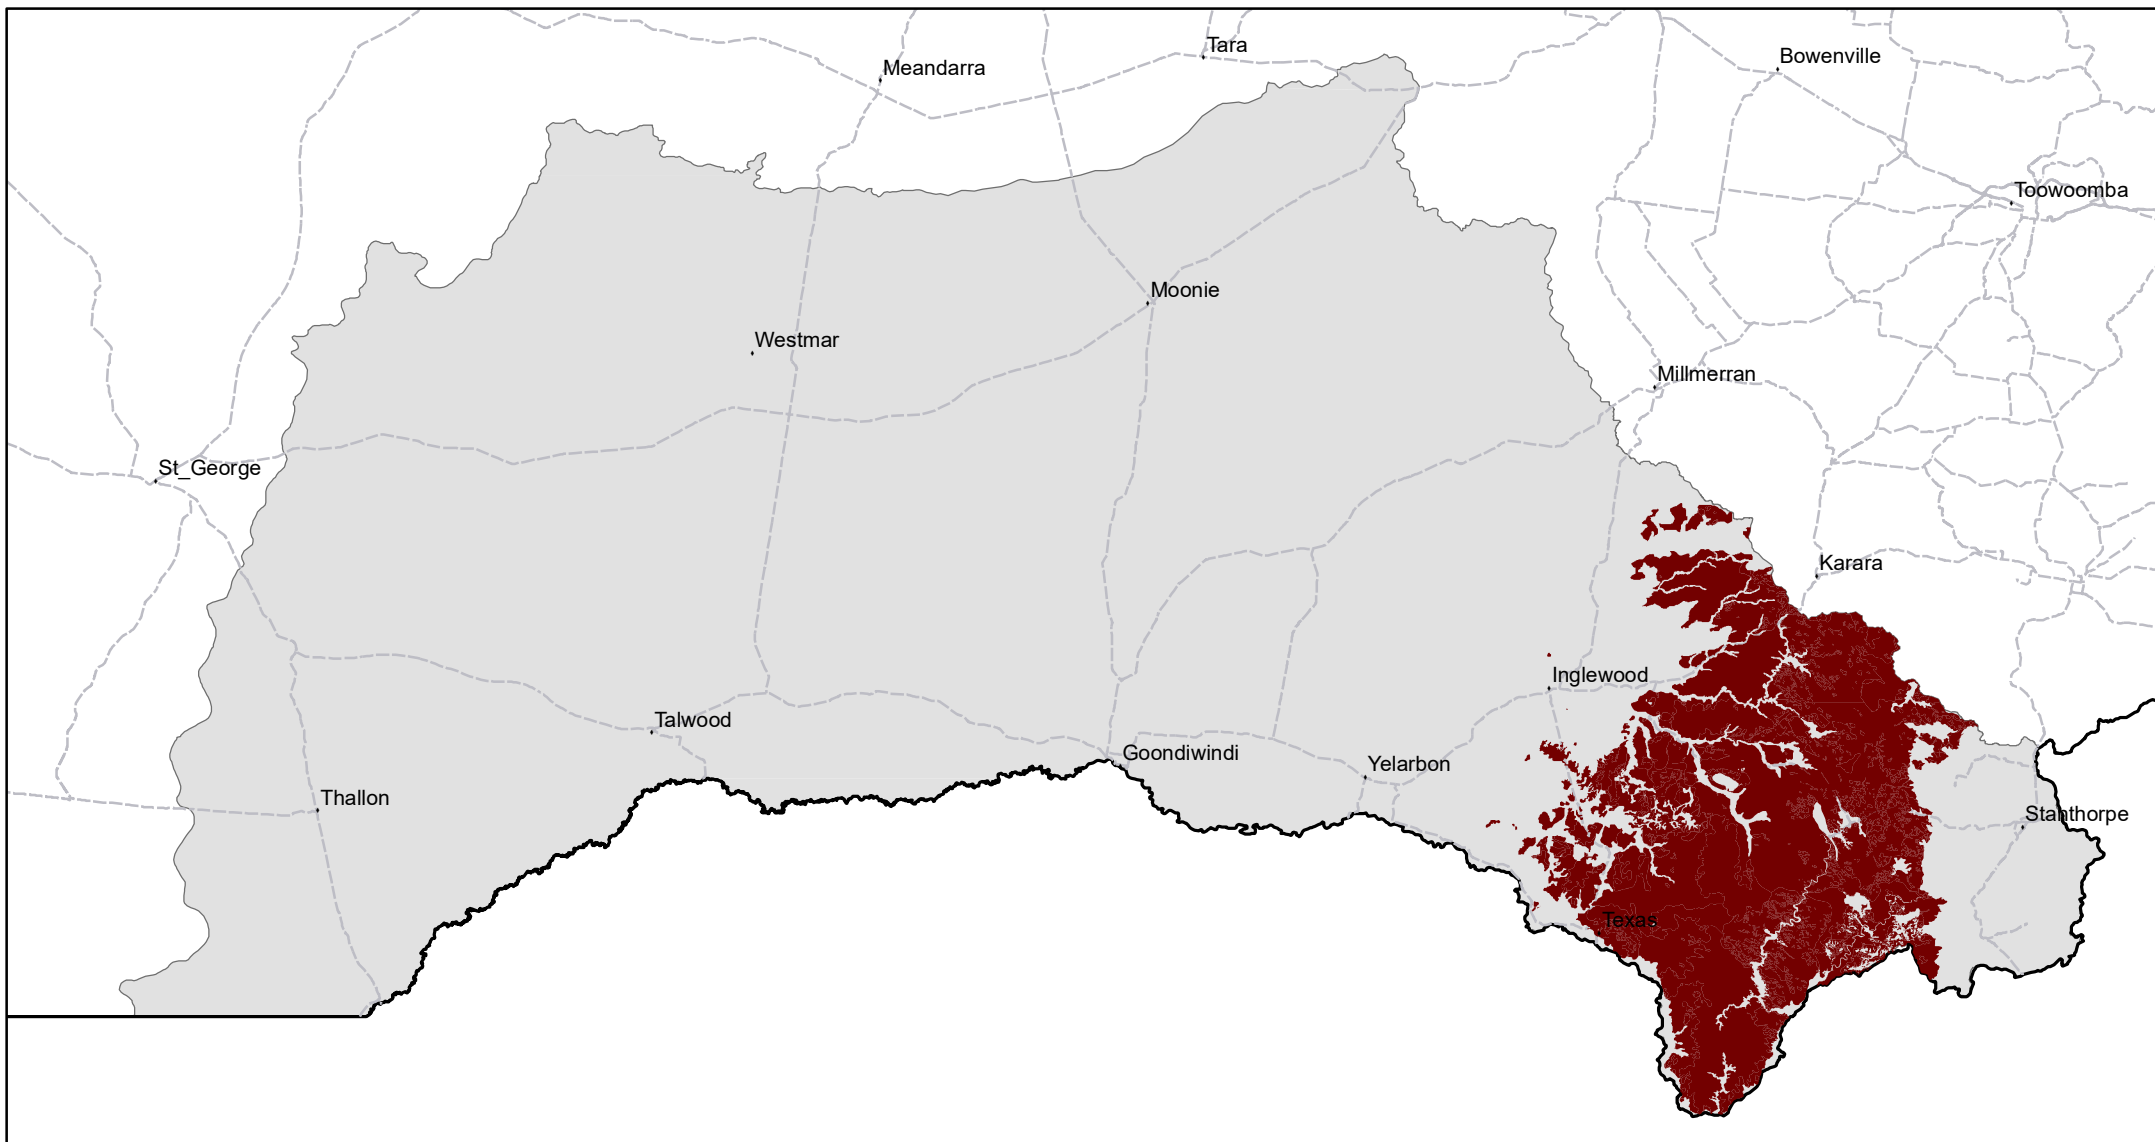 Tara
Bowenville
Meandarra
Toowoomba
Moonie
Westmar
Millmerran
St_George
Karara
Inglewood
Talwood
Goondiwindi
Yelarbon
Thallon
Stanthorpe
Texas